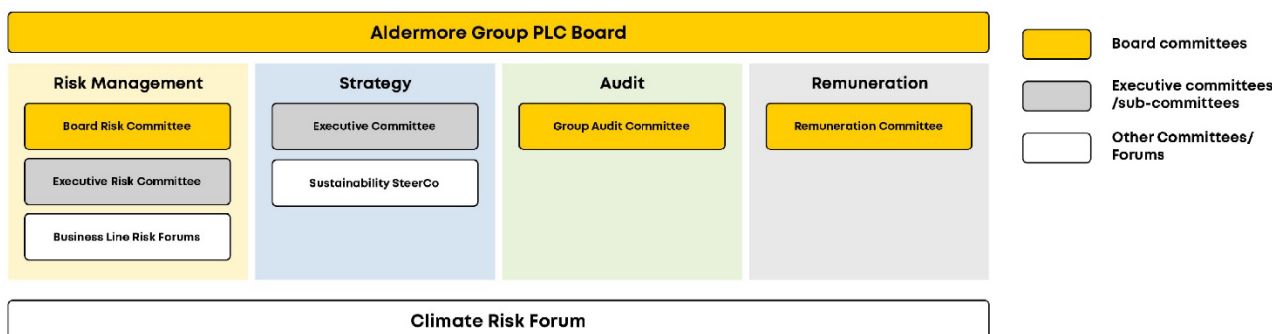 Aldermore Group PLC Board
Risk Management
Board Risk Committee
Executive Risk Committee
Business Line Risk Forums
Strategy
Executive Committee
Sustainability SteerCo
Audit
Group Audit Committee
Remuneration
Remuneration Committee
Climate Risk Forum
Board committees
Executive committees
/sub-committees
Other Committees/
Forums